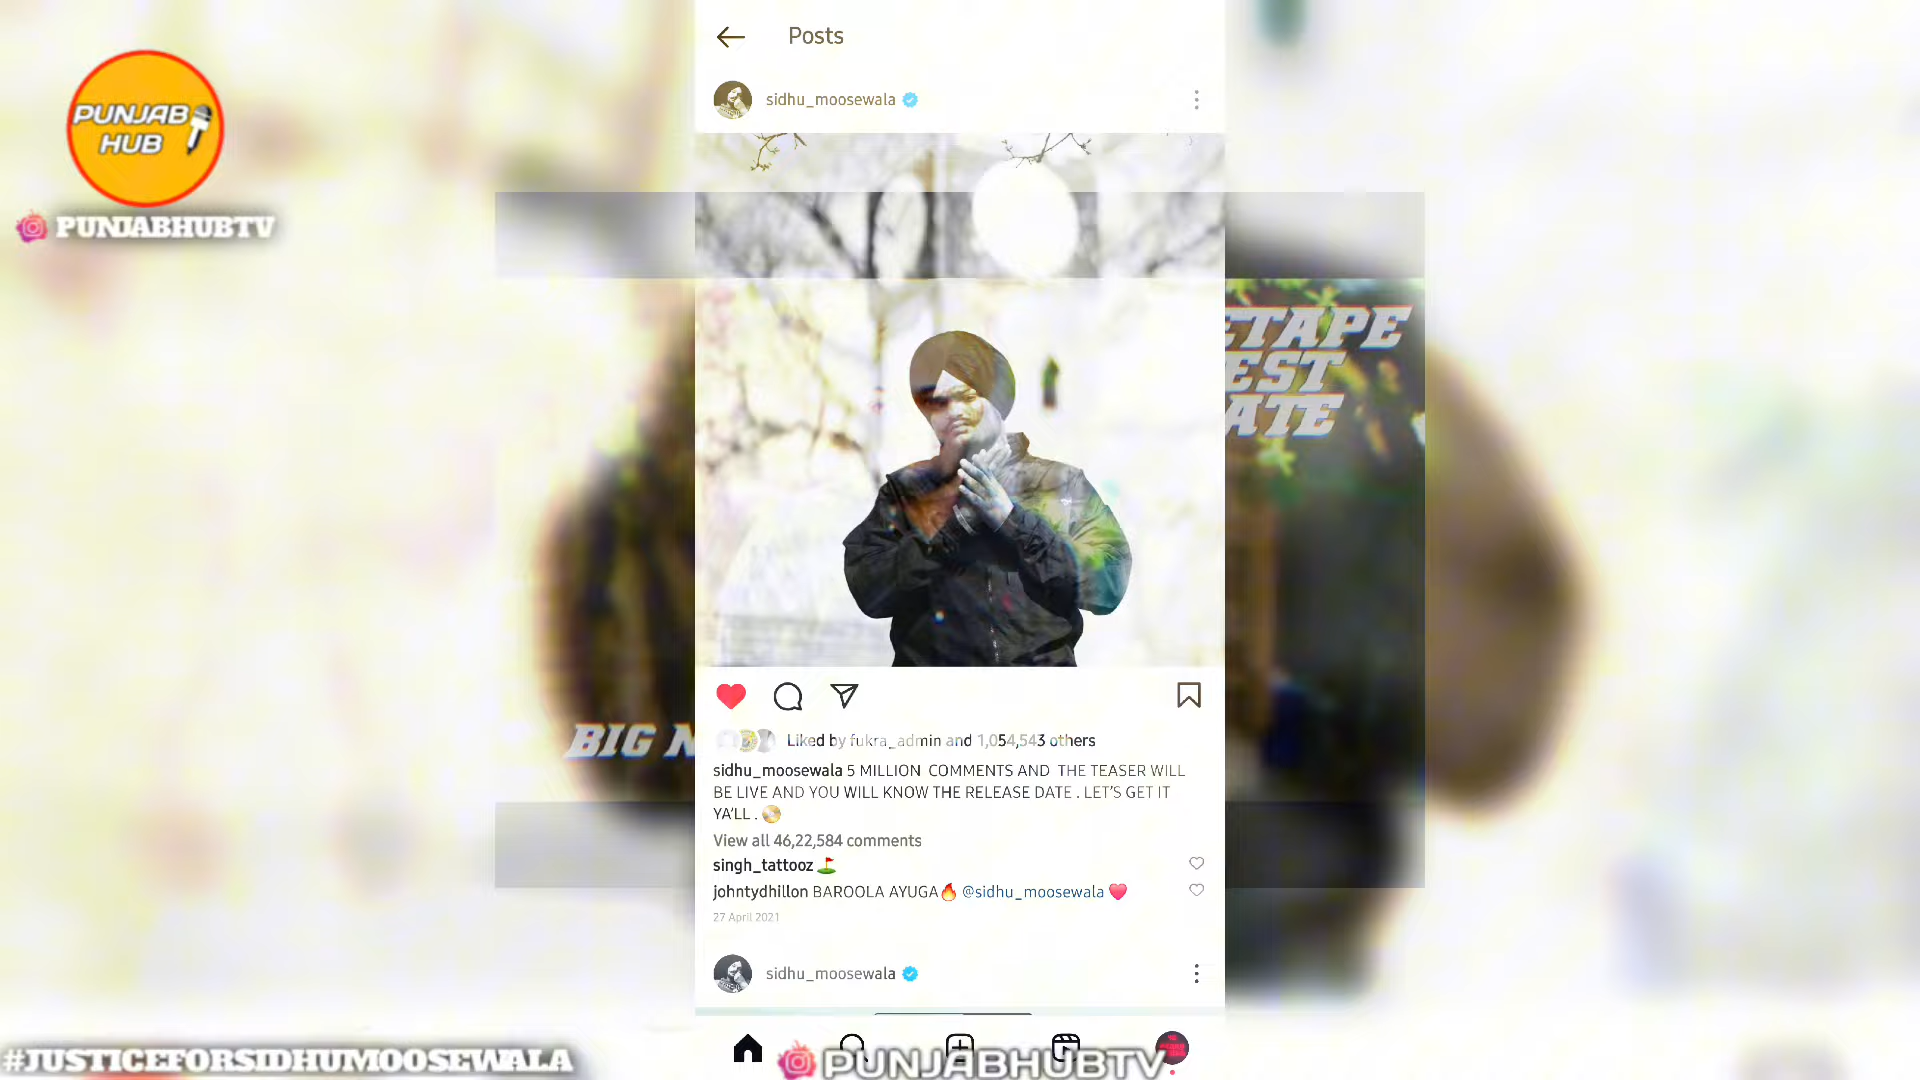 Posts
PUNJAB
HUB
PUNJABHUBTV
sidhu_moosewala
ETAPE
EST
ATE
BIG N
Liked by fukra_admin and 1,054,543 others
sidhu_moosewala 5 MILLION COMMENTS AND THE TEASER WILL
BE LIVE AND YOU WILL KNOW THE RELEASE DATE . LET'S GET IT
YA'LL . 📀
View all 46,22,584 comments
singh_tattooz ⛳
johntydhillon BAROOLA AYUGA🔥 @sidhu_moosewala ♥️
27 April 2021
sidhu_moosewala
#JUSTICEFORSIDHUMOOSEWALA
PUNJABHUBTV